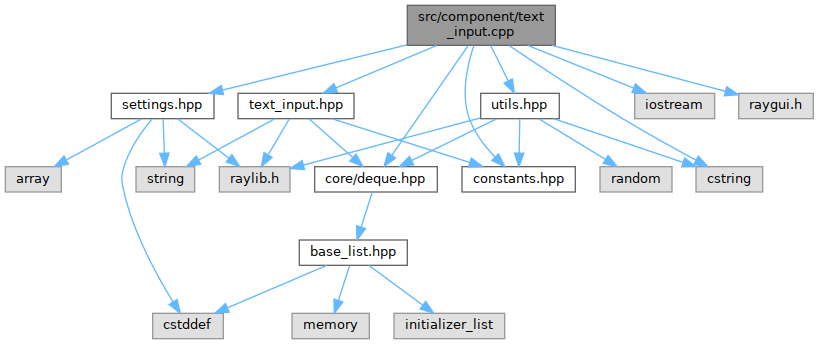 src/component/text
_input.cpp
settings.hpp
text_input.hpp
utils.hpp
iostream
raygui.h
array
string
raylib.h
core/deque.hpp
constants.hpp
random
cstring
base_list.hpp
cstddef
memory
initializer_list